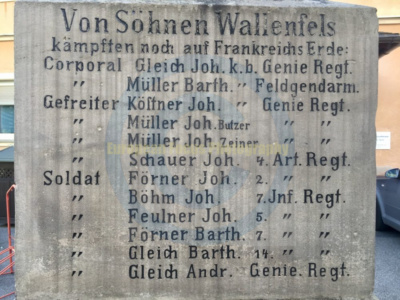 Von Söhnen Wallenfels
kämpften noch auf Frankreichs Erde:
Corporal Gleich Joh. k.b. Genie Regt.
" Müller Barth. " Feldgendarm.
Gefreiter Köstner Joh. " Genie Regt.
" Müller Joh. Butzer " "
" Müller Joh. Zeiner " "
" Schauer Joh. 4. Art. Regt.
Soldat Förner Joh. 2. " "
" Böhm Joh. 7. Jnf. Regt.
" Feulner Joh. 5. " "
" Förner Barth. 7. " "
" Gleich Barth. 14. " "
" Gleich Andr. Genie. Regt.